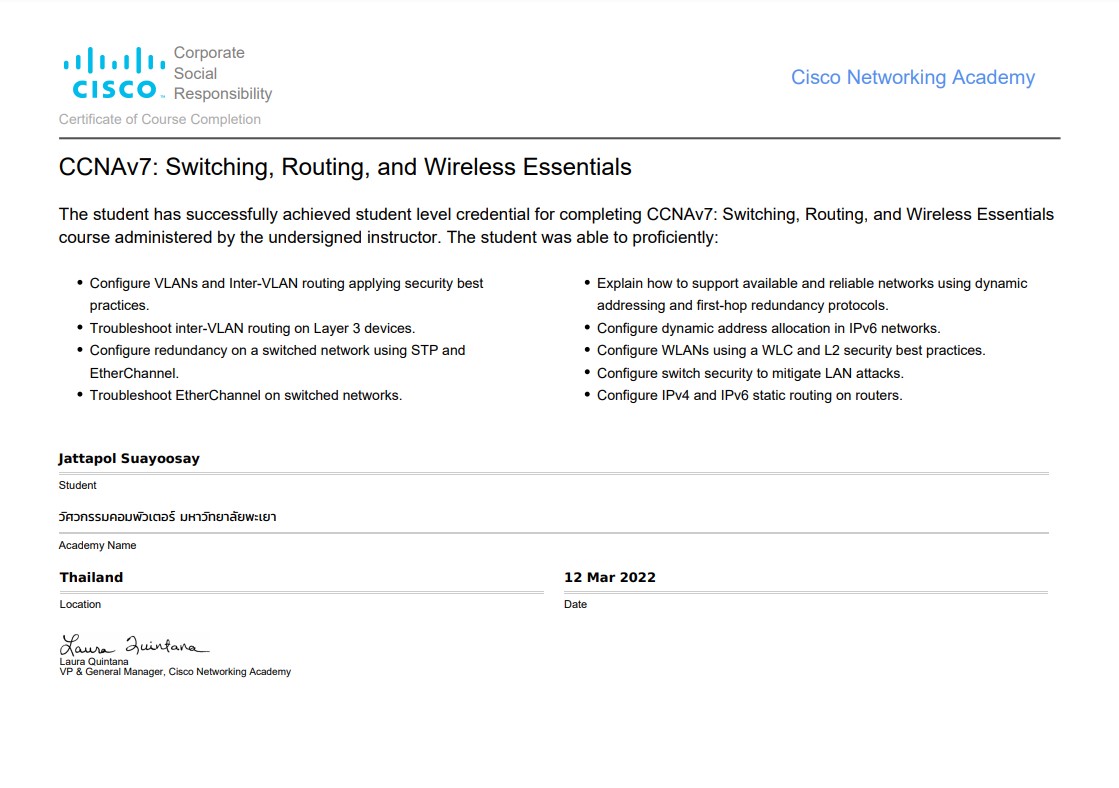 Corporate
Social
Responsibility
CISCO™
Cisco Networking Academy
Certificate of Course Completion
CCNAv7: Switching, Routing, and Wireless Essentials
The student has successfully achieved student level credential for completing CCNAv7: Switching, Routing, and Wireless Essentials
course administered by the undersigned instructor. The student was able to proficiently:
• Configure VLANs and Inter-VLAN routing applying security best
practices.
• Troubleshoot inter-VLAN routing on Layer 3 devices.
• Configure redundancy on a switched network using STP and
EtherChannel.
• Troubleshoot EtherChannel on switched networks.
• Explain how to support available and reliable networks using dynamic
addressing and first-hop redundancy protocols.
• Configure dynamic address allocation in IPv6 networks.
• Configure WLANs using a WLC and L2 security best practices.
• Configure switch security to mitigate LAN attacks.
• Configure IPv4 and IPv6 static routing on routers.
Jattapol Suayoosay
Student
วิศวกรรมคอมพิวเตอร์ มหาวิทยาลัยพะเยา
Academy Name
Thailand
Location
12 Mar 2022
Date
Laura Quintana
Laura Quintana
VP & General Manager, Cisco Networking Academy